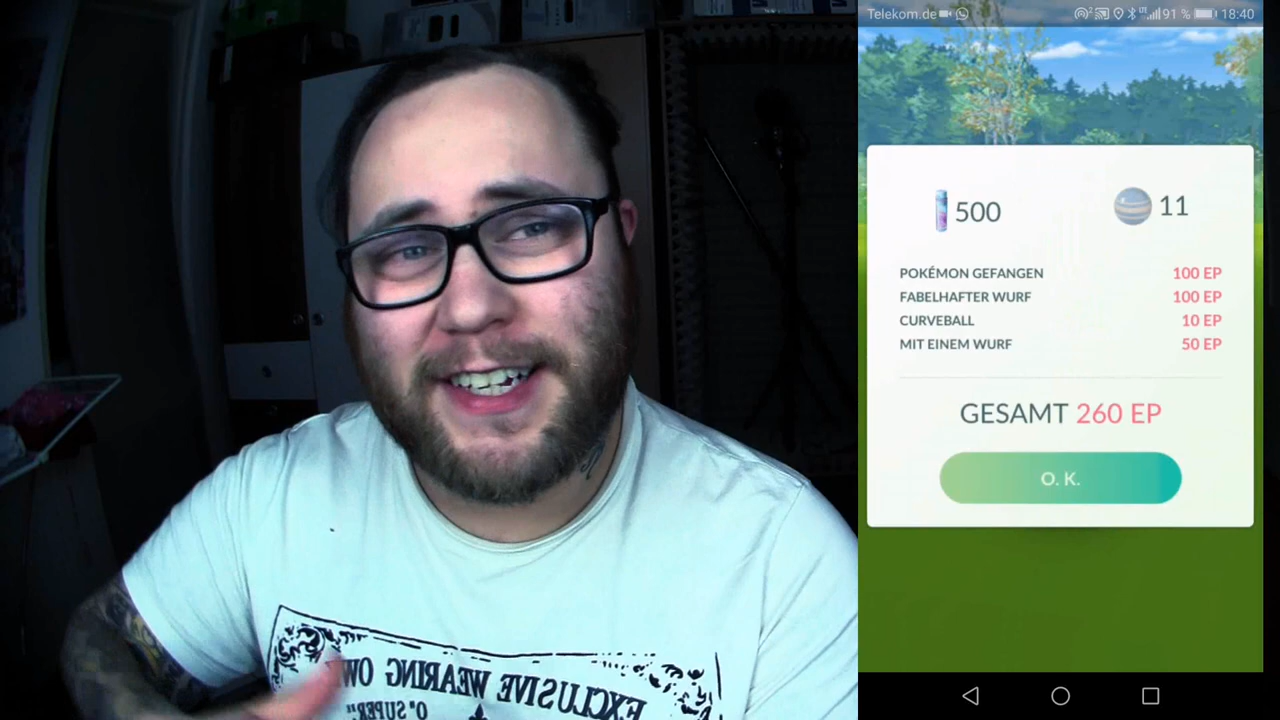 Telekom.de 91 % 18:40
500 11
POKÉMON GEFANGEN 100 EP
FABELHAFTER WURF 100 EP
CURVEBALL 10 EP
MIT EINEM WURF 50 EP
GESAMT 260 EP
O. K.
EXCLUSIVE WEARING
O° SUPER"